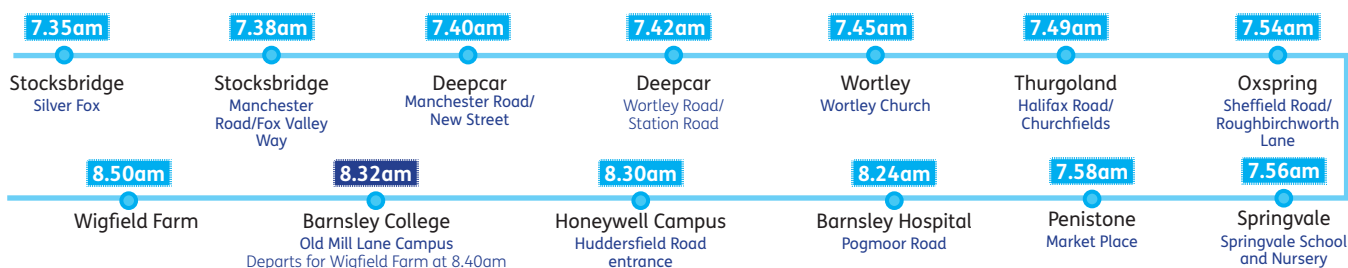 7.35am
7.38am
7.40am
7.42am
7.45am
7.49am
7.54am
Stocksbridge
Silver Fox
Stocksbridge
Manchester
Road/Fox Valley
Way
Deepcar
Manchester Road/
New Street
Deepcar
Wortley Road/
Station Road
Wortley
Wortley Church
Thurgoland
Halifax Road/
Churchfields
Oxspring
Sheffield Road/
Roughbirchworth
Lane
8.50am
8.32am
8.30am
8.24am
7.58am
7.56am
Wigfield Farm
Barnsley College
Old Mill Lane Campus
Departs for Wigfield Farm at 8.40am
Honeywell Campus
Huddersfield Road
entrance
Barnsley Hospital
Pogmoor Road
Penistone
Market Place
Springvale
Springvale School
and Nursery